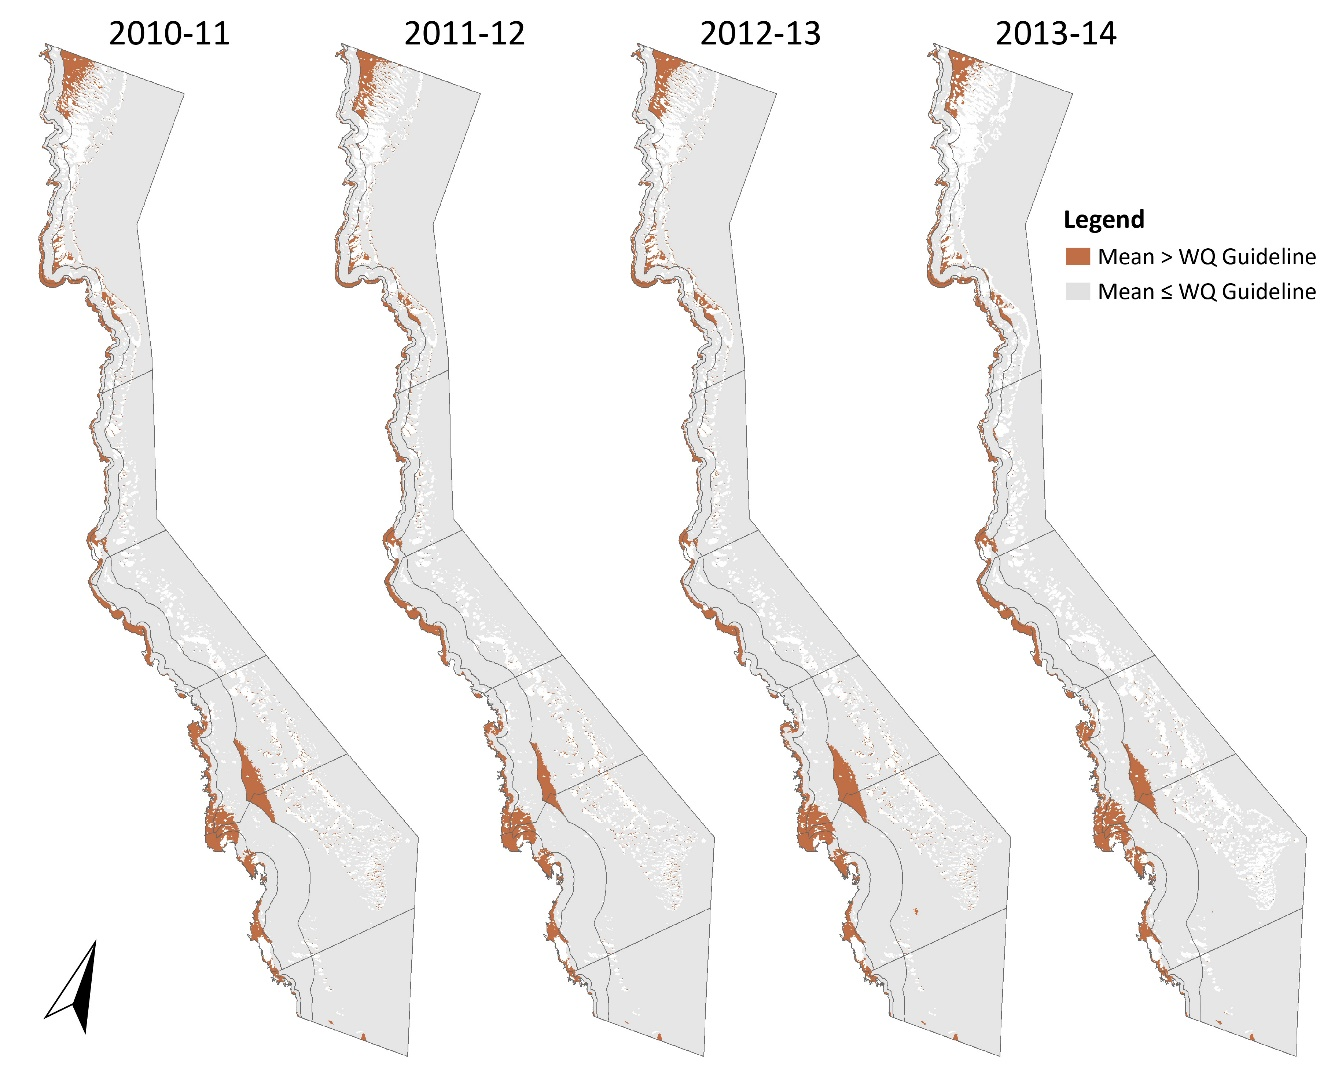 2010-11
2011-12
2012-13
2013-14
Legend
Mean > WQ Guideline
Mean ≤ WQ Guideline